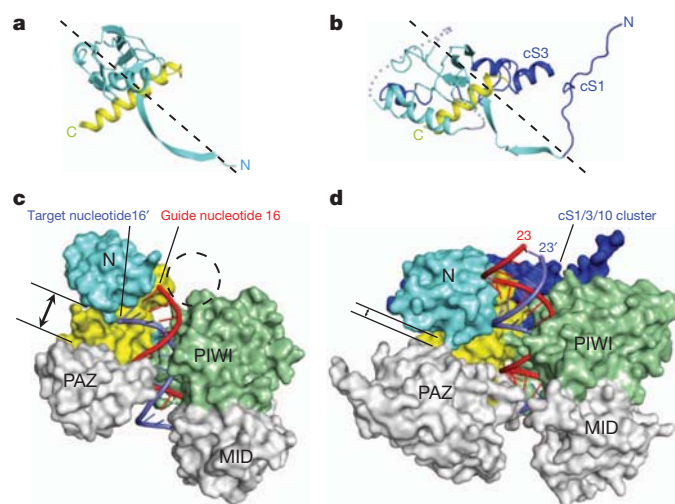 a
b
N
cS3
cS1
C
N
C
c
Target nucleotide16′
Guide nucleotide 16
d
cS1/3/10 cluster
23
23′
N
N
PIWI
PIWI
PAZ
PAZ
MID
MID